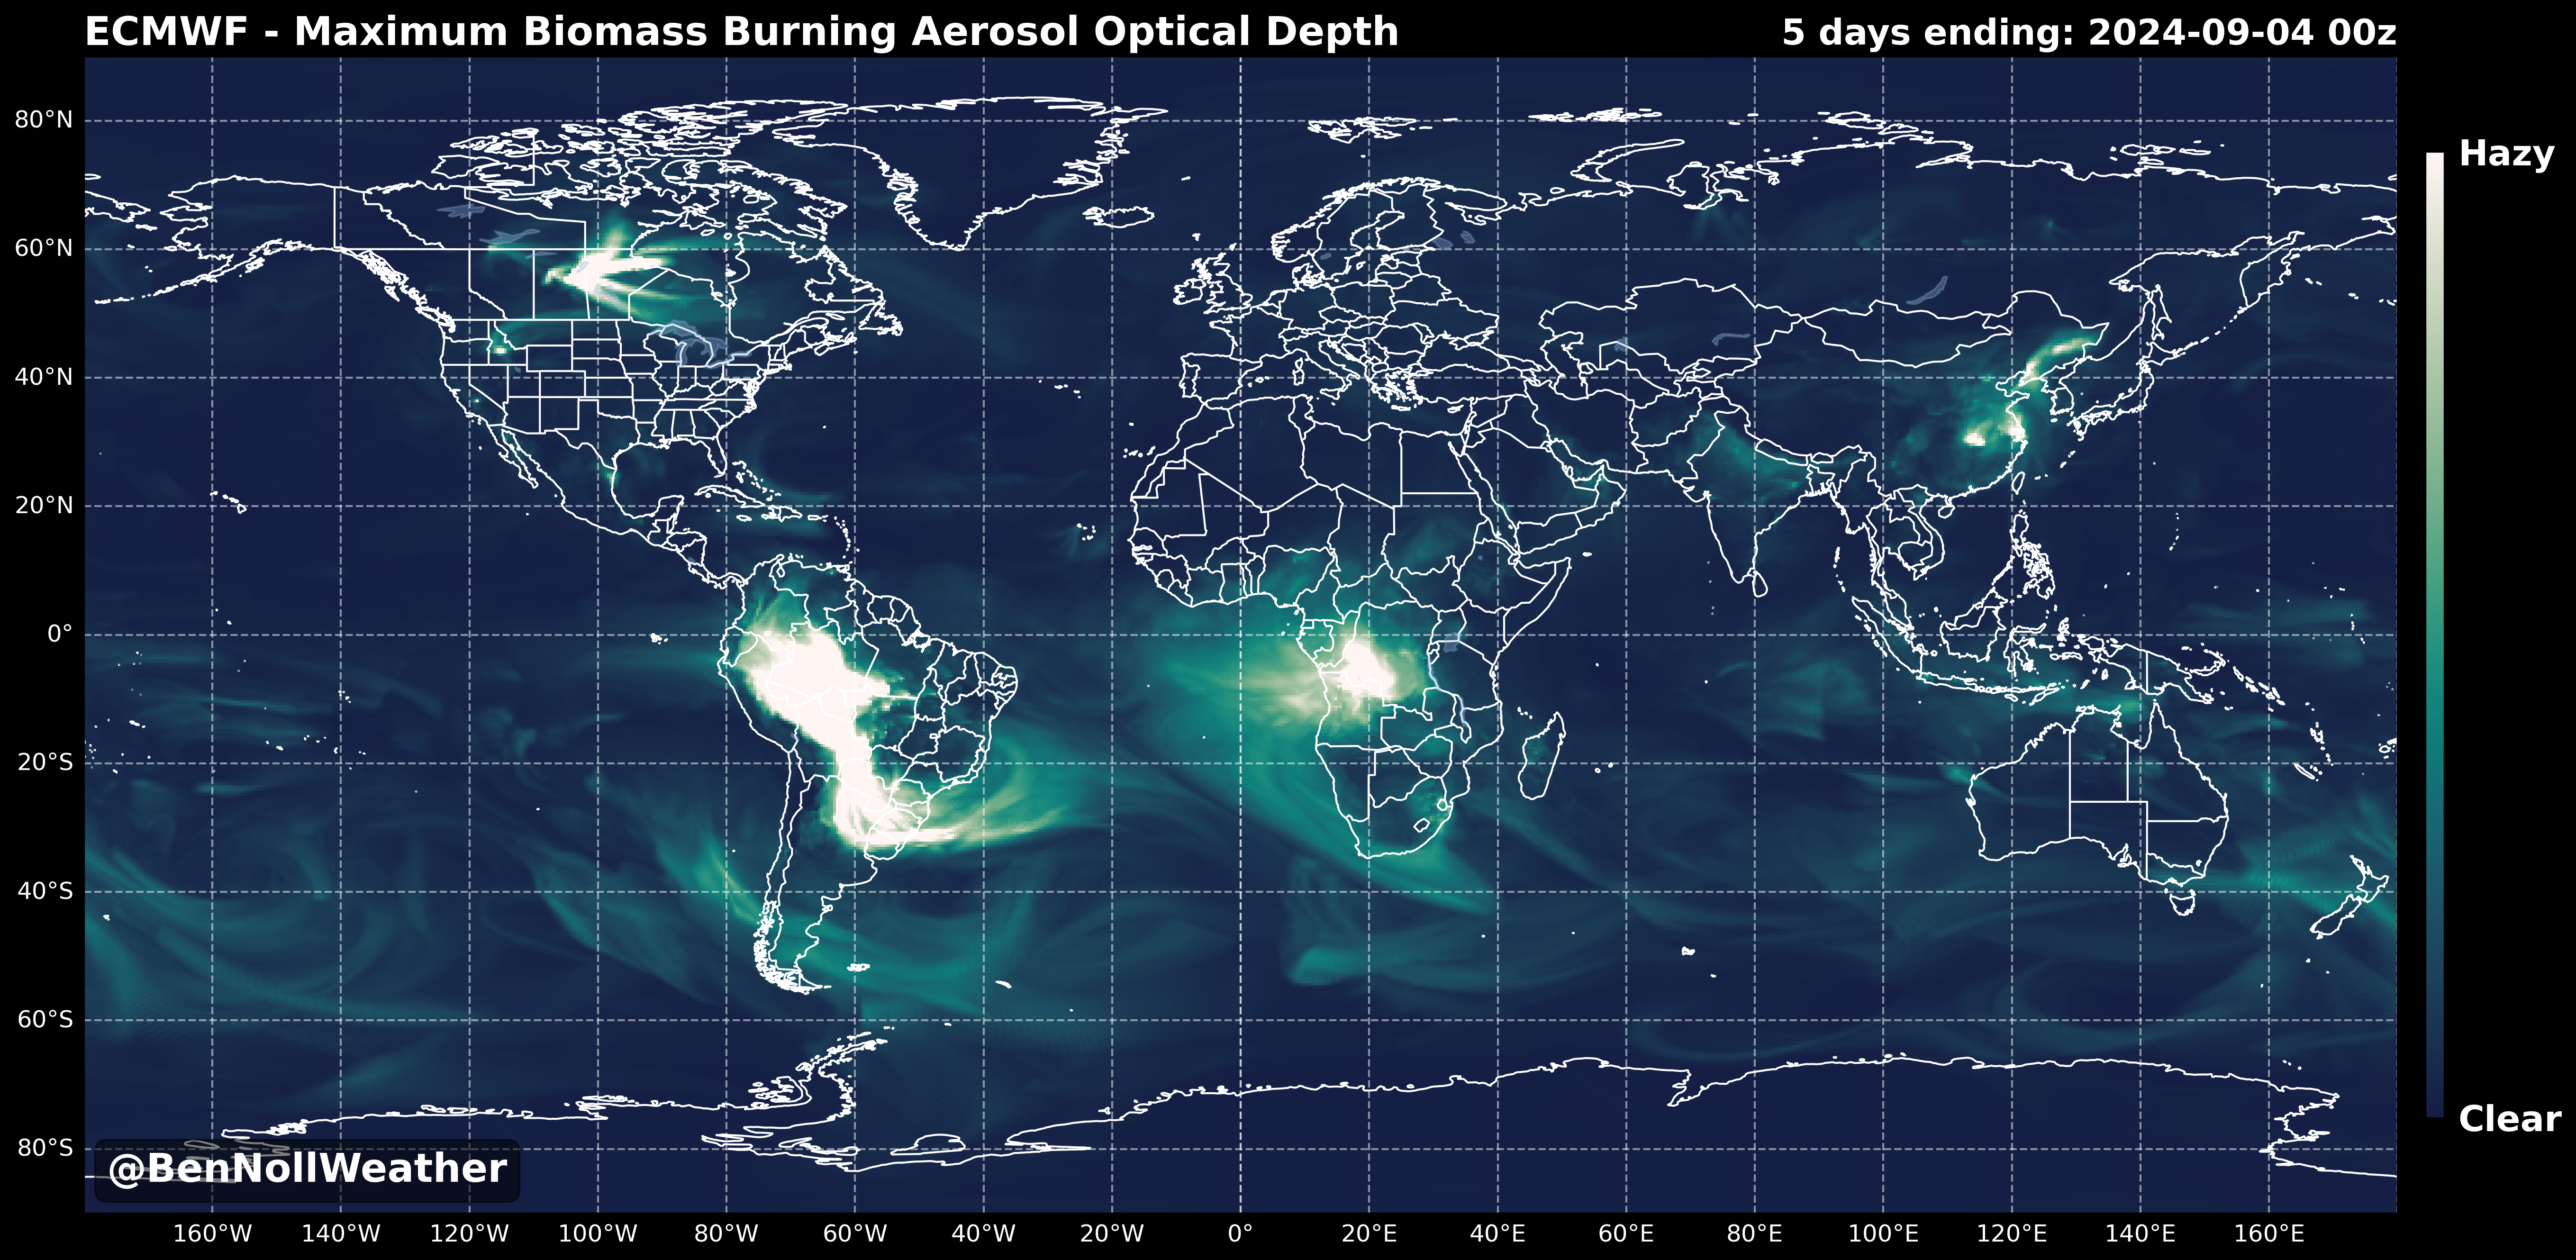 ECMWF - Maximum Biomass Burning Aerosol Optical Depth
5 days ending: 2024-09-04 00z
80°N
60°N
40°N
20°N
0°
20°S
40°S
60°S
80°S
Hazy
Clear
@BenNollWeather
160°W 140°W 120°W 100°W 80°W 60°W 40°W 20°W 0° 20°E 40°E 60°E 80°E 100°E 120°E 140°E 160°E